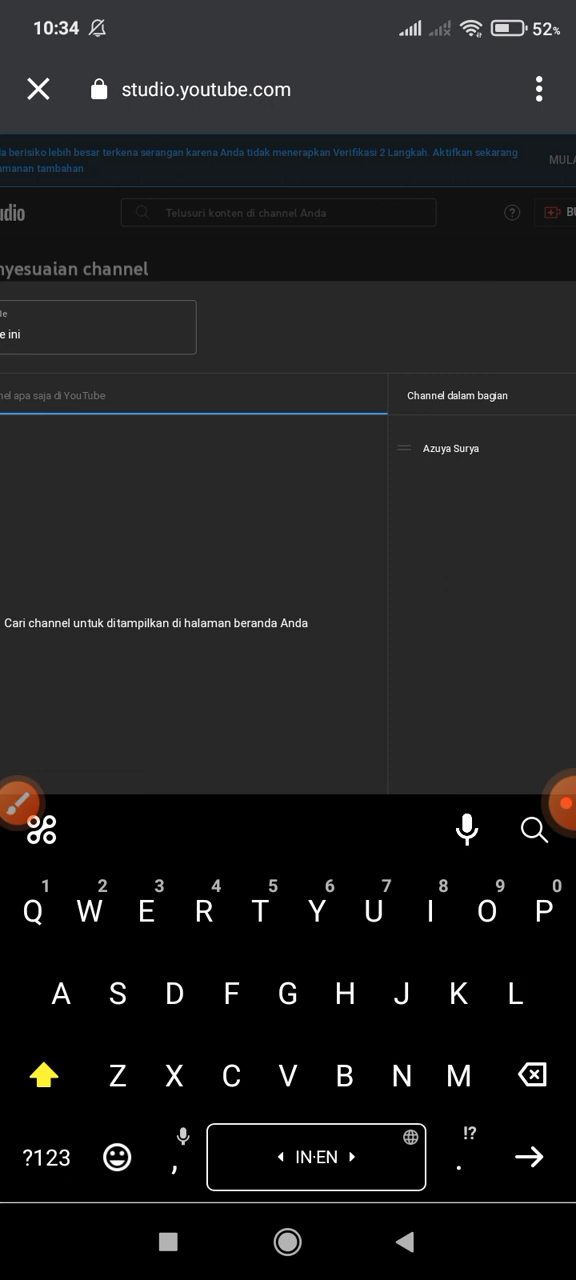 10:34
52%
studio.youtube.com
a berisiko lebih besar terkena serangan karena Anda tidak menerapkan Verifikasi 2 Langkah. Aktifkan sekarang
amanan tambahan
MULA
udio
Telusuri konten di channel Anda
?
BU
nyesuaian channel
e ini
nel apa saja di YouTube
Channel dalam bagian
Azuya Surya
Cari channel untuk ditampilkan di halaman beranda Anda
1 2 3 4 5 6 7 8 9 0
Q W E R T Y U I O P
A S D F G H J K L
Z X C V B N M
!?
?123 , IN·EN .